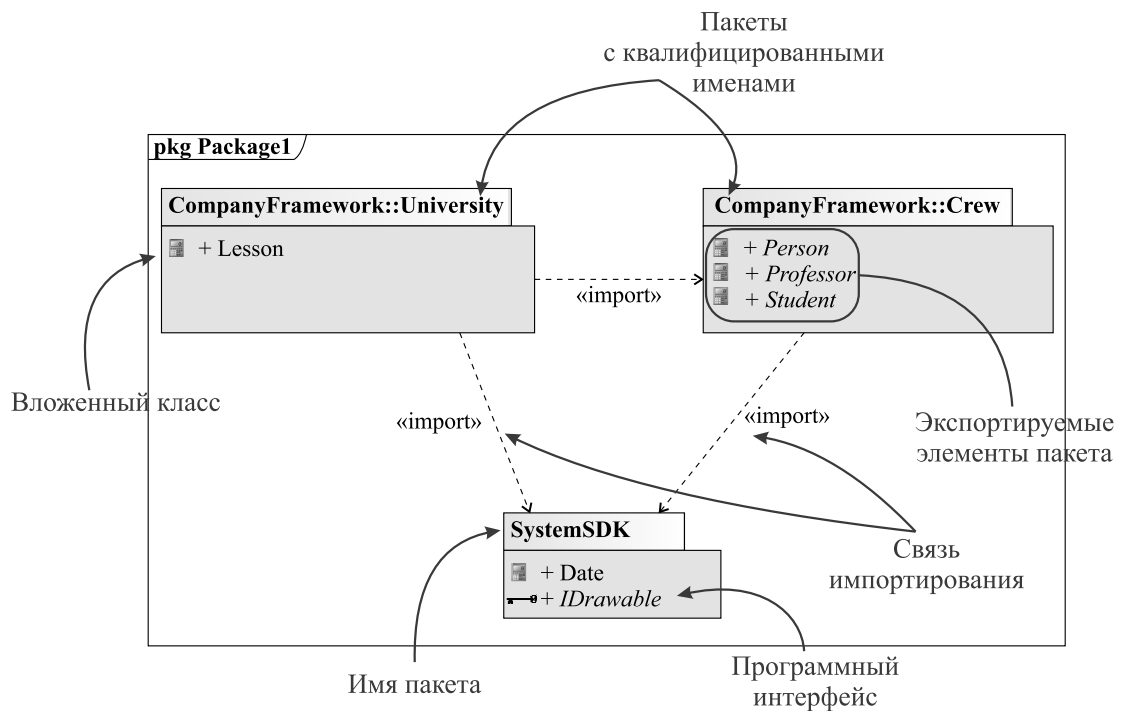 Пакеты
с квалифицированными
именами
pkg Package1
CompanyFramework::University
+ Lesson
CompanyFramework::Crew
+ Person
+ Professor
+ Student
«import»
Вложенный класс
«import»
«import»
Экспортируемые
элементы пакета
SystemSDK
+ Date
+ IDrawable
Связь
импортирования
Имя пакета
Программный
интерфейс